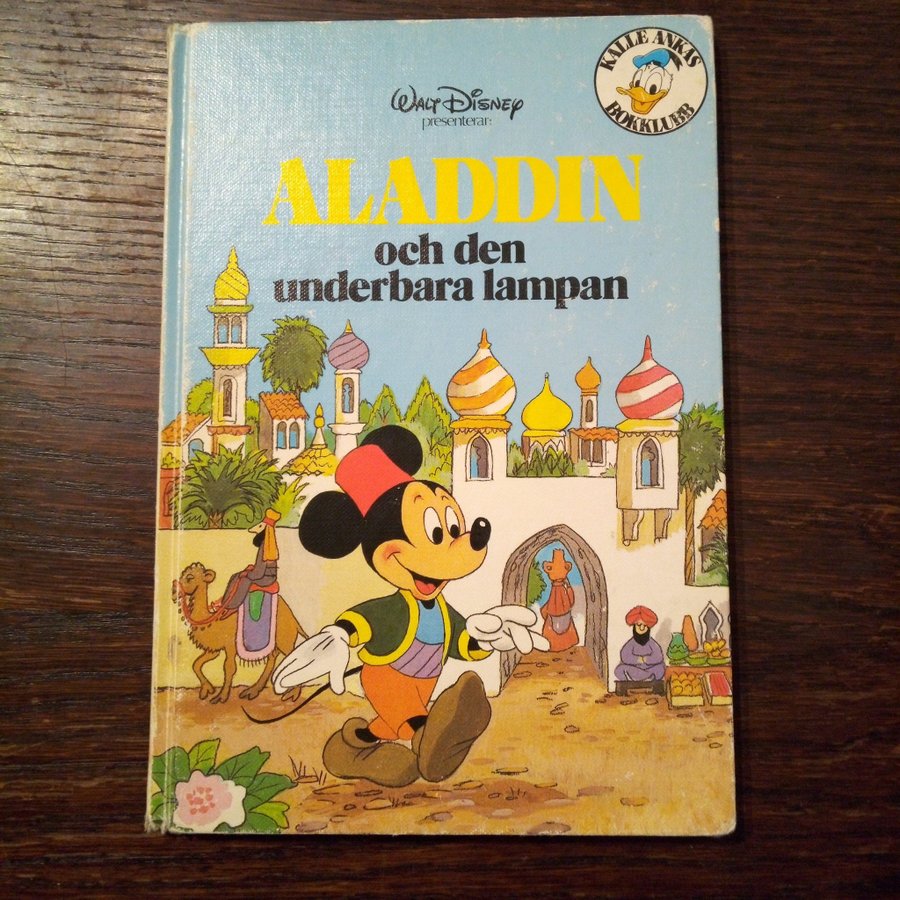 KALLE ANKAS
BOKKLUBB
WALT DISNEY
presenterar:
ALADDIN
och den
underbara lampan